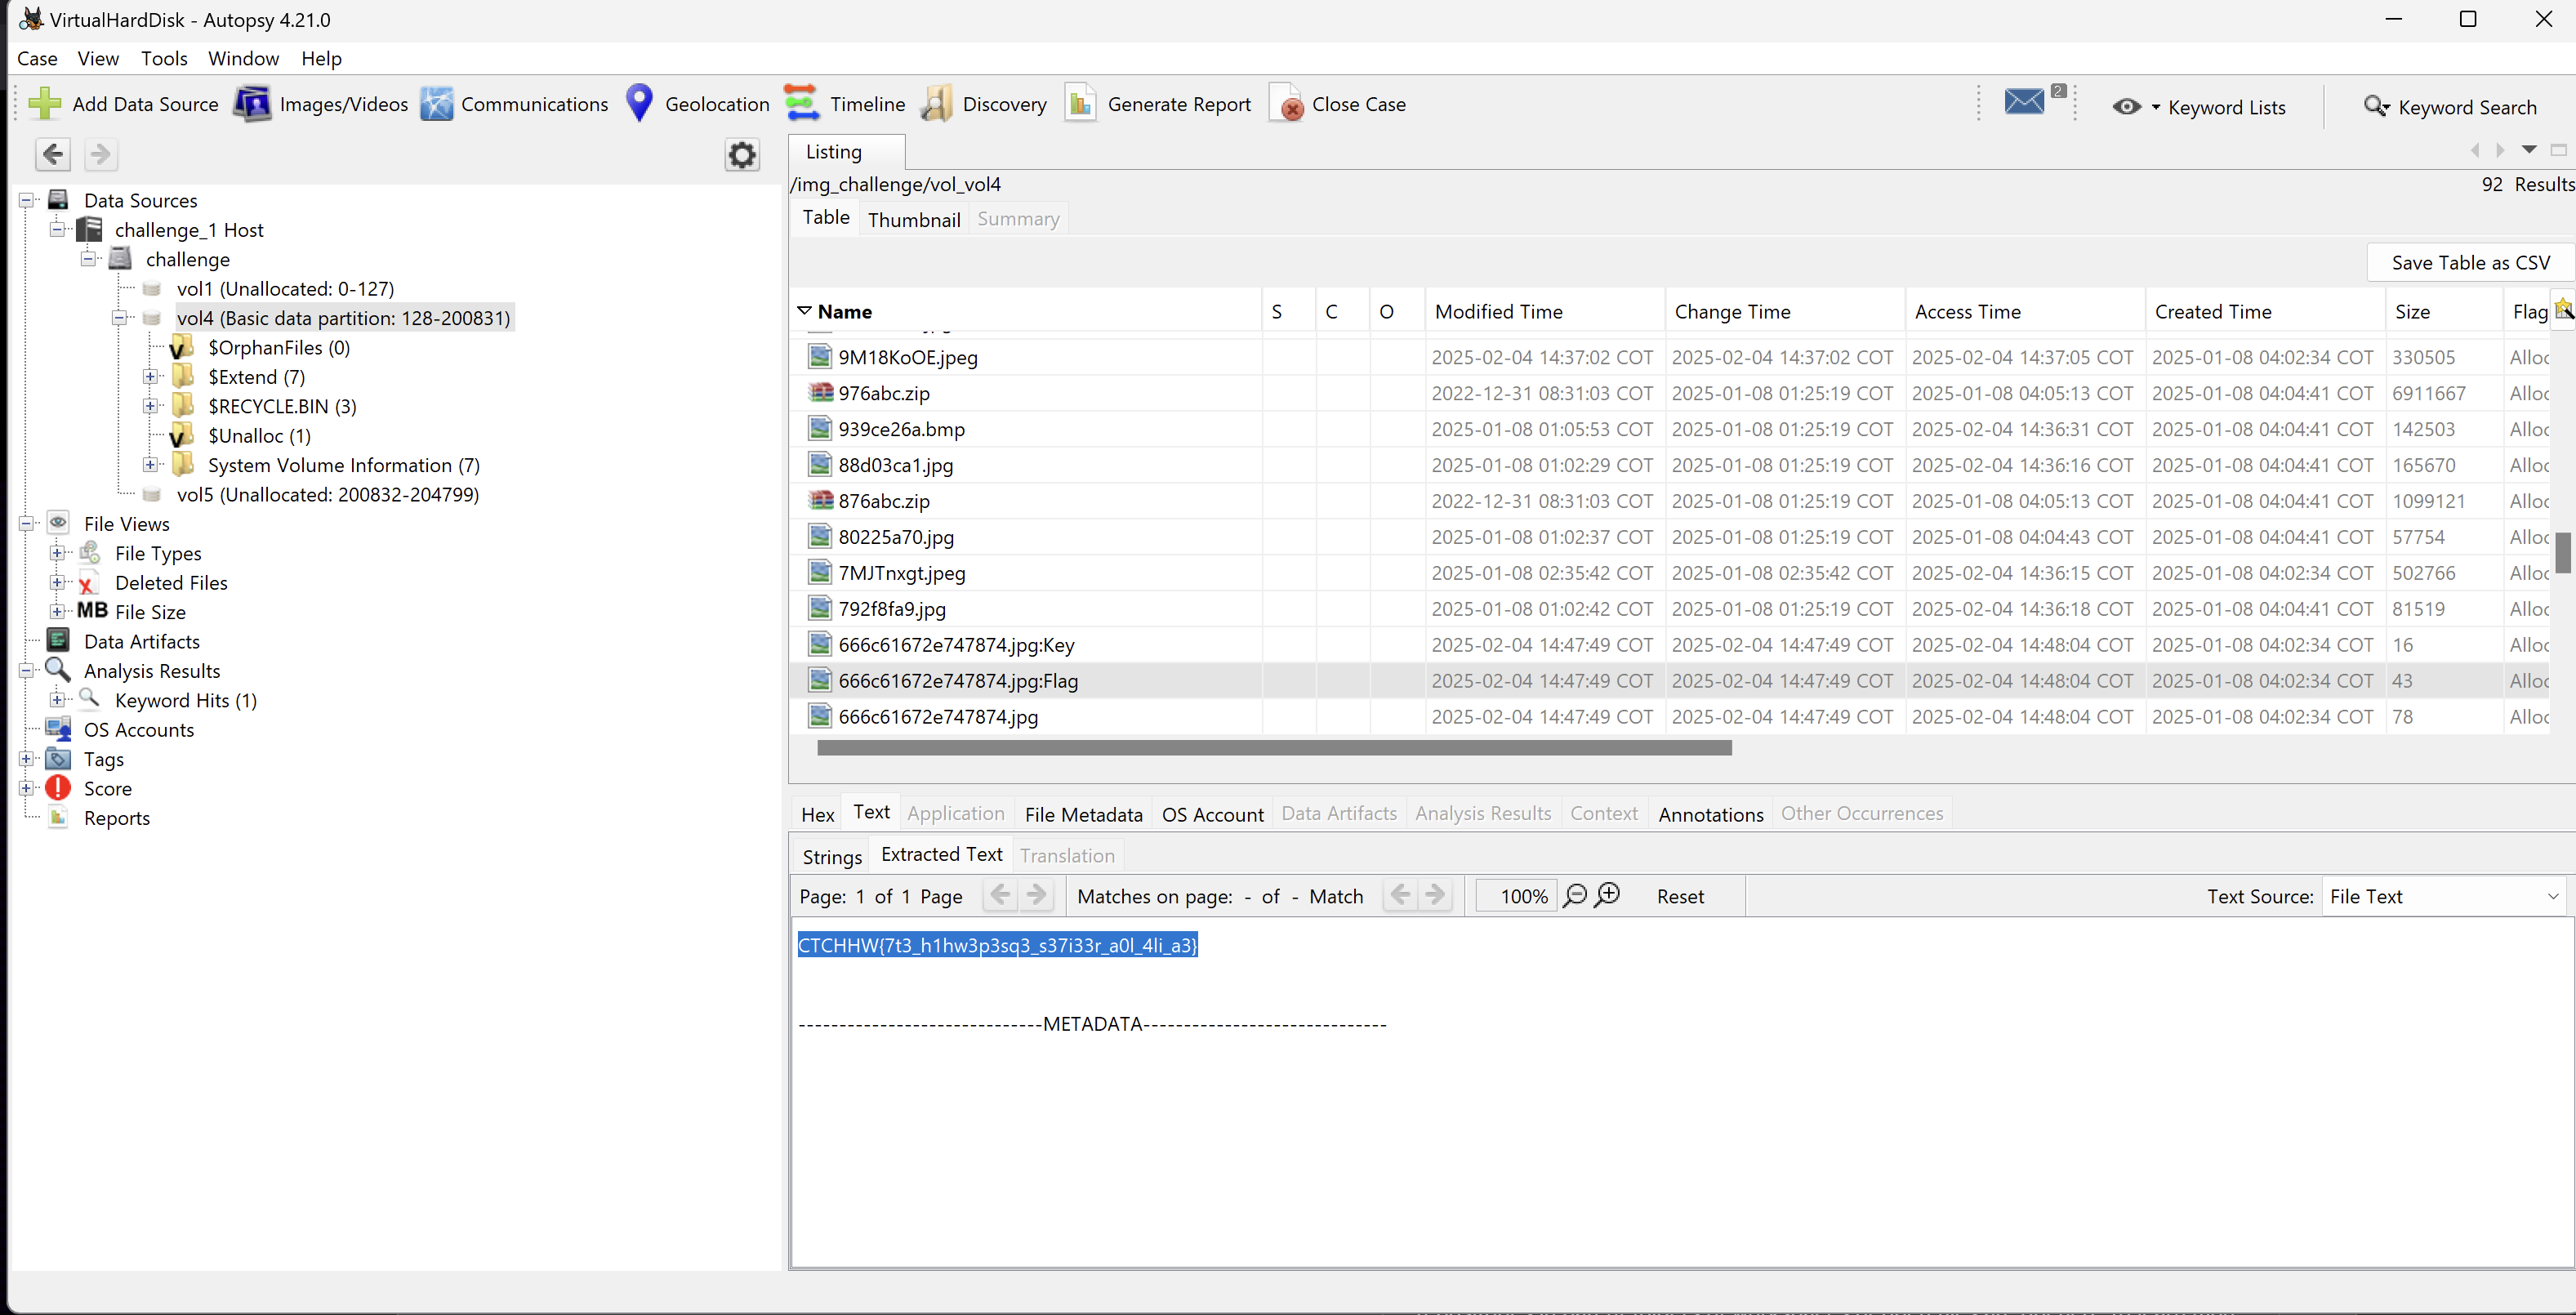 VirtualHardDisk - Autopsy 4.21.0
Case View Tools Window Help
Add Data Source Images/Videos Communications Geolocation Timeline Discovery Generate Report Close Case 2 Keyword Lists Keyword Search
Data Sources
challenge_1 Host
challenge
vol1 (Unallocated: 0-127)
vol4 (Basic data partition: 128-200831)
$OrphanFiles (0)
$Extend (7)
$RECYCLE.BIN (3)
$Unalloc (1)
System Volume Information (7)
vol5 (Unallocated: 200832-204799)
File Views
File Types
Deleted Files
MB File Size
Data Artifacts
Analysis Results
Keyword Hits (1)
OS Accounts
Tags
Score
Reports
Listing
/img_challenge/vol_vol4 92 Results
Table Thumbnail Summary
Save Table as CSV
Name S C O Modified Time Change Time Access Time Created Time Size Flag
9M18KoOE.jpeg 2025-02-04 14:37:02 COT 2025-02-04 14:37:02 COT 2025-02-04 14:37:05 COT 2025-01-08 04:02:34 COT 330505 Alloc
976abc.zip 2022-12-31 08:31:03 COT 2025-01-08 01:25:19 COT 2025-01-08 04:05:13 COT 2025-01-08 04:04:41 COT 6911667 Alloc
939ce26a.bmp 2025-01-08 01:05:53 COT 2025-01-08 01:25:19 COT 2025-02-04 14:36:31 COT 2025-01-08 04:04:41 COT 142503 Alloc
88d03ca1.jpg 2025-01-08 01:02:29 COT 2025-01-08 01:25:19 COT 2025-02-04 14:36:16 COT 2025-01-08 04:04:41 COT 165670 Alloc
876abc.zip 2022-12-31 08:31:03 COT 2025-01-08 01:25:19 COT 2025-01-08 04:05:13 COT 2025-01-08 04:04:41 COT 1099121 Alloc
80225a70.jpg 2025-01-08 01:02:37 COT 2025-01-08 01:25:19 COT 2025-01-08 04:04:43 COT 2025-01-08 04:04:41 COT 57754 Alloc
7MJTnxgt.jpeg 2025-01-08 02:35:42 COT 2025-01-08 02:35:42 COT 2025-02-04 14:36:15 COT 2025-01-08 04:02:34 COT 502766 Alloc
792f8fa9.jpg 2025-01-08 01:02:42 COT 2025-01-08 01:25:19 COT 2025-02-04 14:36:18 COT 2025-01-08 04:04:41 COT 81519 Alloc
666c61672e747874.jpg:Key 2025-02-04 14:47:49 COT 2025-02-04 14:47:49 COT 2025-02-04 14:48:04 COT 2025-01-08 04:02:34 COT 16 Alloc
666c61672e747874.jpg:Flag 2025-02-04 14:47:49 COT 2025-02-04 14:47:49 COT 2025-02-04 14:48:04 COT 2025-01-08 04:02:34 COT 43 Alloc
666c61672e747874.jpg 2025-02-04 14:47:49 COT 2025-02-04 14:47:49 COT 2025-02-04 14:48:04 COT 2025-01-08 04:02:34 COT 78 Alloc
Hex Text Application File Metadata OS Account Data Artifacts Analysis Results Context Annotations Other Occurrences
Strings Extracted Text Translation
Page: 1 of 1 Page Matches on page: - of - Match 100% Reset Text Source: File Text
CTCHHW{7t3_h1hw3p3sq3_s37i33r_a0l_4li_a3}
------------------------------METADATA------------------------------